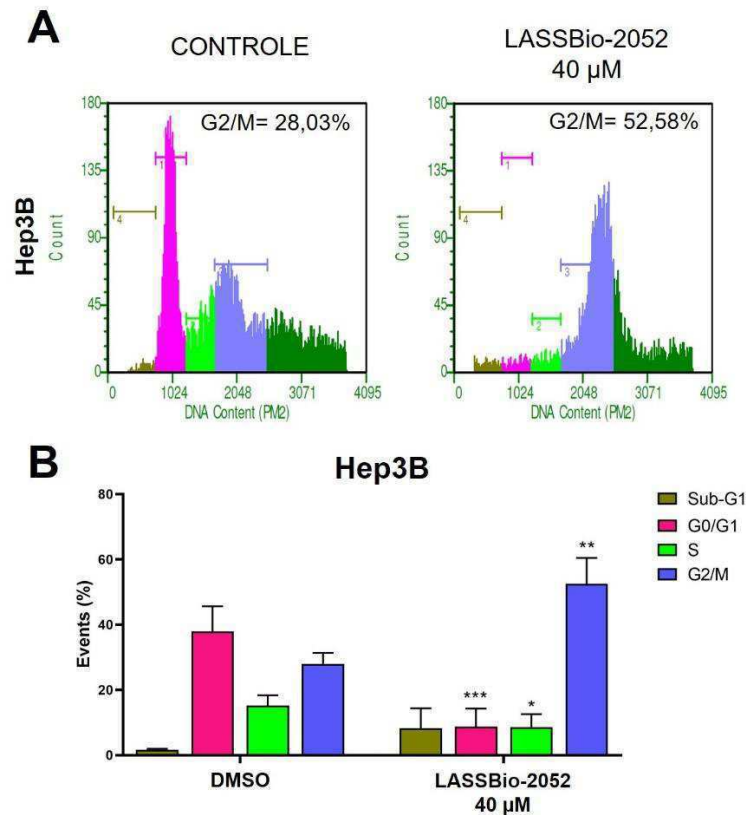 A
CONTROLE
LASSBio-2052
40 µM
Hep3B
180
135
90
45
0
Count
G2/M= 28,03%
1
2
4
0 1024 2048 3071 4095
DNA Content (PM2)
180
135
90
45
0
Count
G2/M= 52,58%
1
2
3
4
0 1024 2048 3071 4095
DNA Content (PM2)
B
Hep3B
Events (%)
80
60
40
20
0
***
*
**
DMSO
LASSBio-2052
40 µM
Sub-G1
G0/G1
S
G2/M